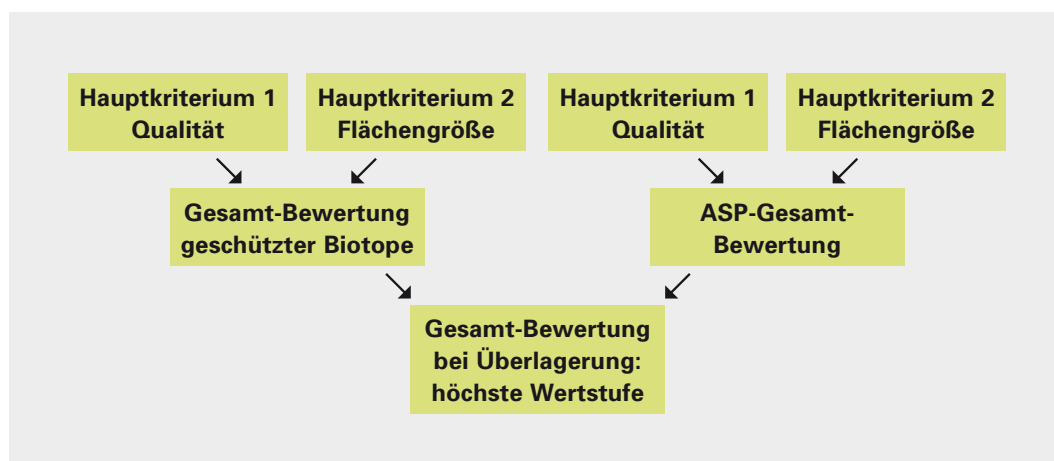 Hauptkriterium 1
Qualität
Hauptkriterium 2
Flächengröße
Hauptkriterium 1
Qualität
Hauptkriterium 2
Flächengröße
Gesamt-Bewertung
geschützter Biotope
ASP-Gesamt-
Bewertung
Gesamt-Bewertung
bei Überlagerung:
höchste Wertstufe